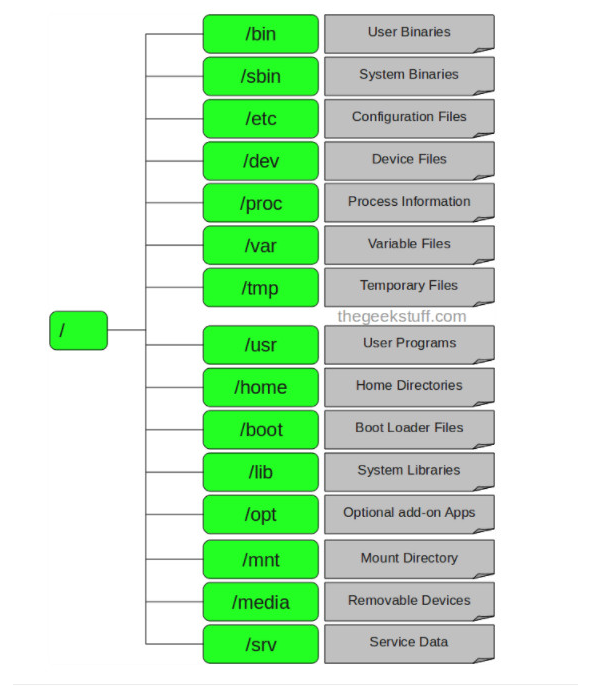 /bin User Binaries
/sbin System Binaries
/etc Configuration Files
/dev Device Files
/proc Process Information
/var Variable Files
/tmp Temporary Files
thegeekstuff.com
/
/usr User Programs
/home Home Directories
/boot Boot Loader Files
/lib System Libraries
/opt Optional add-on Apps
/mnt Mount Directory
/media Removable Devices
/srv Service Data